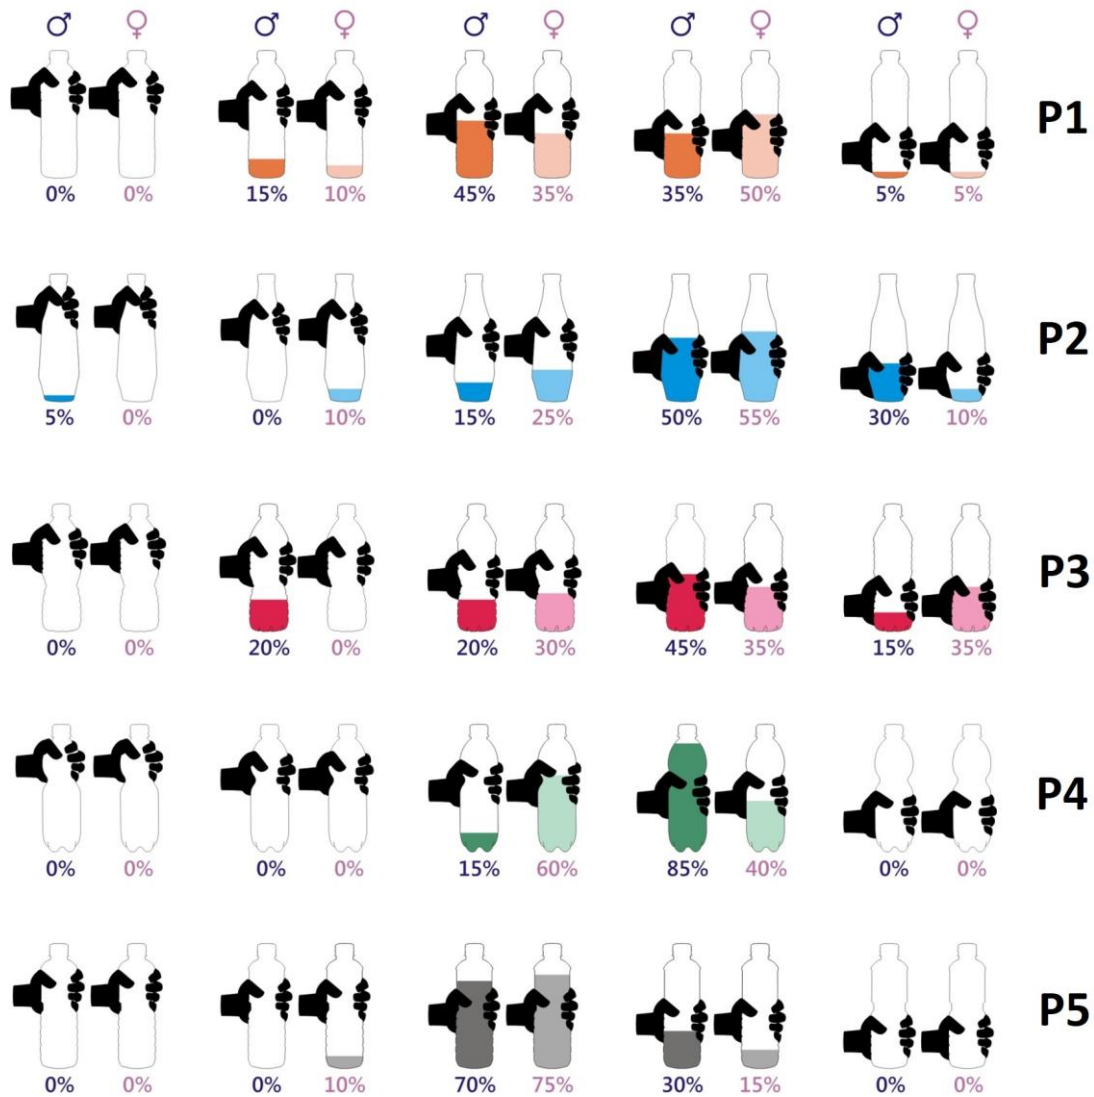 ♂ ♀ ♂ ♀ ♂ ♀ ♂ ♀ ♂ ♀
P1
0% 0% 15% 10% 45% 35% 35% 50% 5% 5%
P2
5% 0% 0% 10% 15% 25% 50% 55% 30% 10%
P3
0% 0% 20% 0% 20% 30% 45% 35% 15% 35%
P4
0% 0% 0% 0% 15% 60% 85% 40% 0% 0%
P5
0% 0% 0% 10% 70% 75% 30% 15% 0% 0%